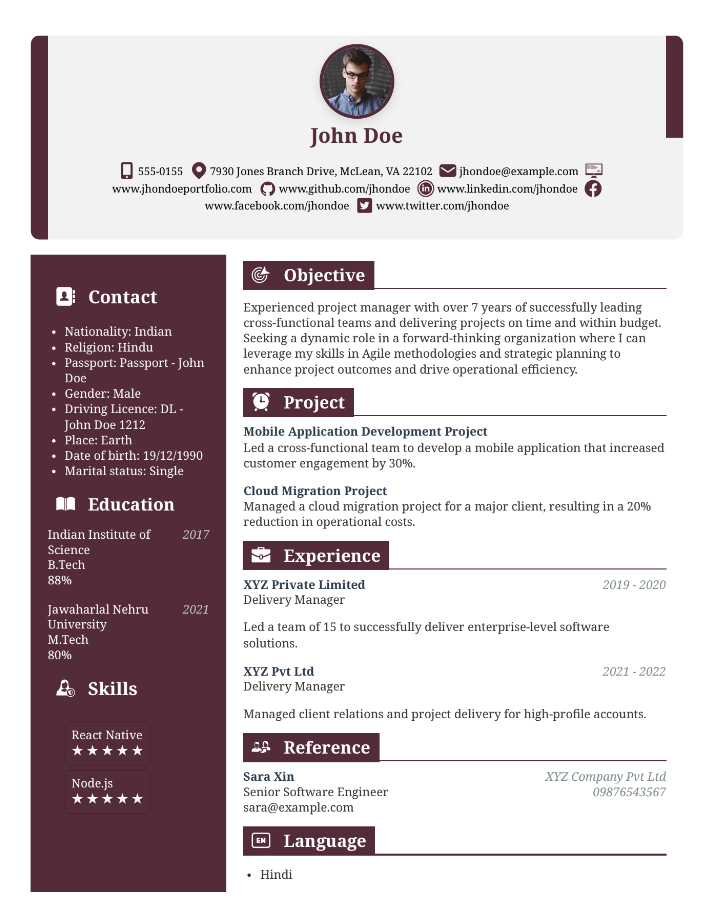 John Doe
555-0155 7930 Jones Branch Drive, McLean, VA 22102 jhondoe@example.com
www.jhondoeportfolio.com www.github.com/jhondoe in www.linkedin.com/jhondoe
www.facebook.com/jhondoe www.twitter.com/jhondoe
Contact
• Nationality: Indian
• Religion: Hindu
• Passport: Passport - John
Doe
• Gender: Male
• Driving Licence: DL -
John Doe 1212
• Place: Earth
• Date of birth: 19/12/1990
• Marital status: Single
Education
Indian Institute of 2017
Science
B.Tech
88%
Jawaharlal Nehru 2021
University
M.Tech
80%
Skills
React Native
★★★★★
Node.js
★★★★★
Objective
Experienced project manager with over 7 years of successfully leading
cross-functional teams and delivering projects on time and within budget.
Seeking a dynamic role in a forward-thinking organization where I can
leverage my skills in Agile methodologies and strategic planning to
enhance project outcomes and drive operational efficiency.
Project
Mobile Application Development Project
Led a cross-functional team to develop a mobile application that increased
customer engagement by 30%.
Cloud Migration Project
Managed a cloud migration project for a major client, resulting in a 20%
reduction in operational costs.
Experience
XYZ Private Limited 2019 - 2020
Delivery Manager
Led a team of 15 to successfully deliver enterprise-level software
solutions.
XYZ Pvt Ltd 2021 - 2022
Delivery Manager
Managed client relations and project delivery for high-profile accounts.
Reference
Sara Xin XYZ Company Pvt Ltd
Senior Software Engineer 09876543567
sara@example.com
EN Language
• Hindi